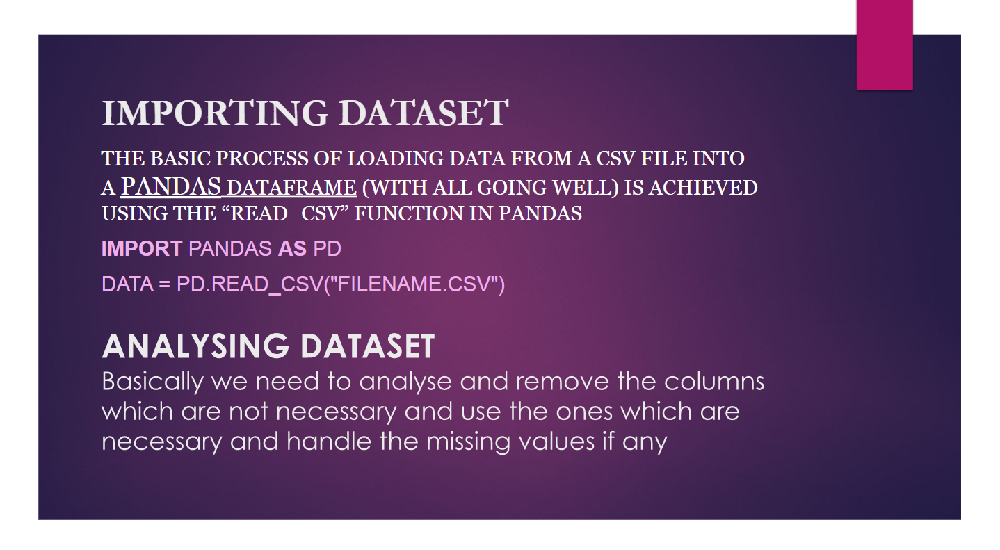 IMPORTING DATASET
THE BASIC PROCESS OF LOADING DATA FROM A CSV FILE INTO
A PANDAS DATAFRAME (WITH ALL GOING WELL) IS ACHIEVED
USING THE “READ_CSV” FUNCTION IN PANDAS
IMPORT PANDAS AS PD
DATA = PD.READ_CSV("FILENAME.CSV")
ANALYSING DATASET
Basically we need to analyse and remove the columns
which are not necessary and use the ones which are
necessary and handle the missing values if any